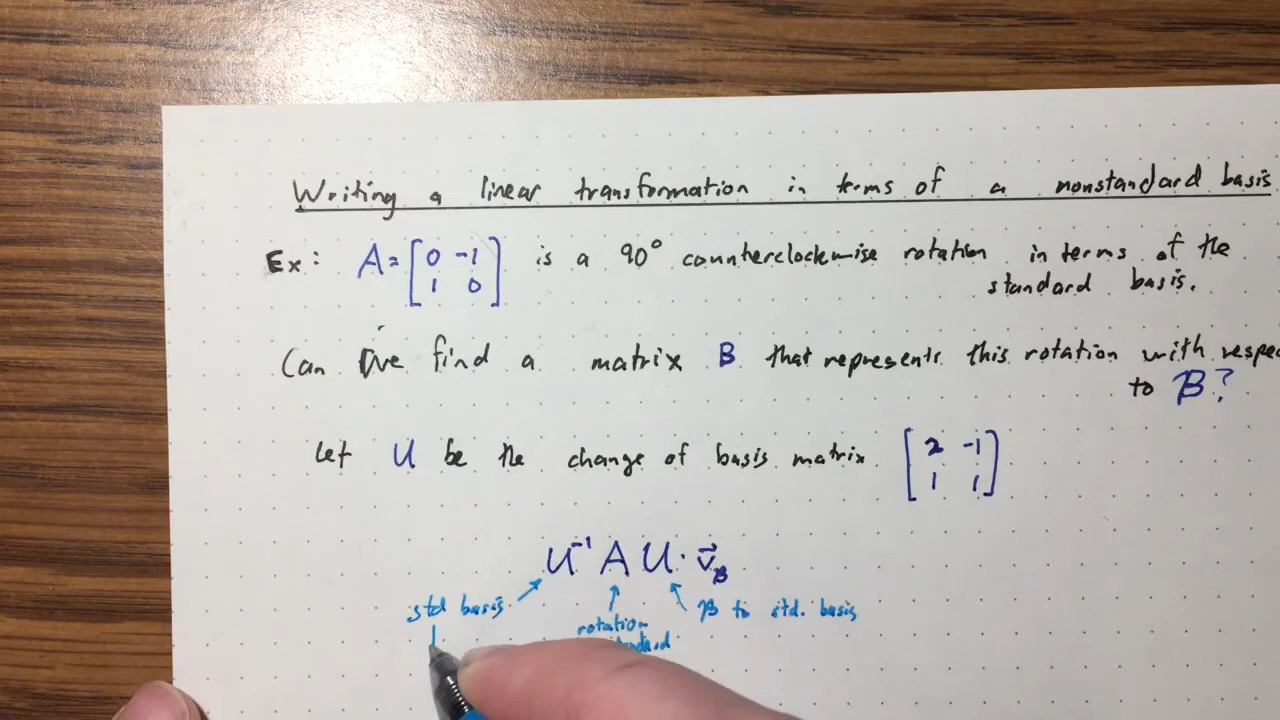 Writing a linear transformation in terms of a nonstandard basis
Ex: A = [0 -1
1 0] is a 90° counterclockwise rotation in terms of the
standard basis.
Can we find a matrix B that represents this rotation with
to ℬ?
Let U be the change of basis matrix [2 -1
1 1]
U⁻¹ A U · v⃗_ℬ
std basis
rotation
ℬ to std. basis